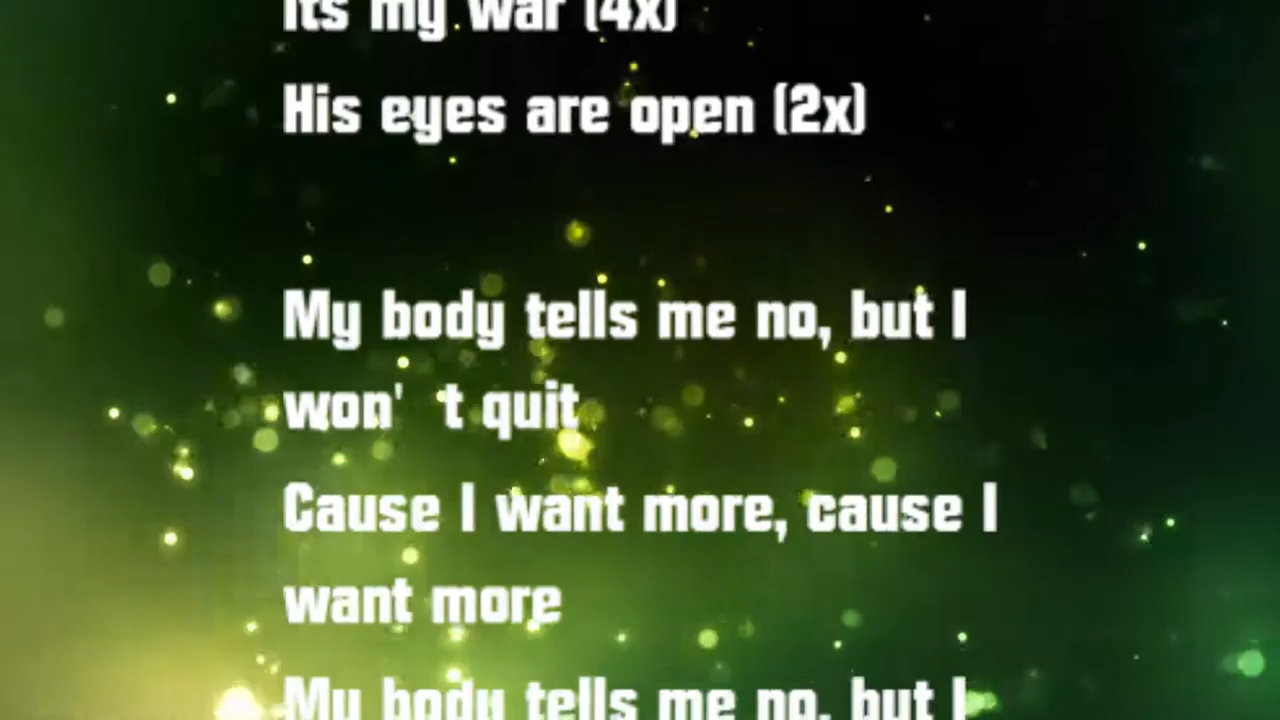 Its my war (4x)
His eyes are open (2x)
My body tells me no, but I
won' t quit
Cause I want more, cause I
want more
My body tells me no, but I